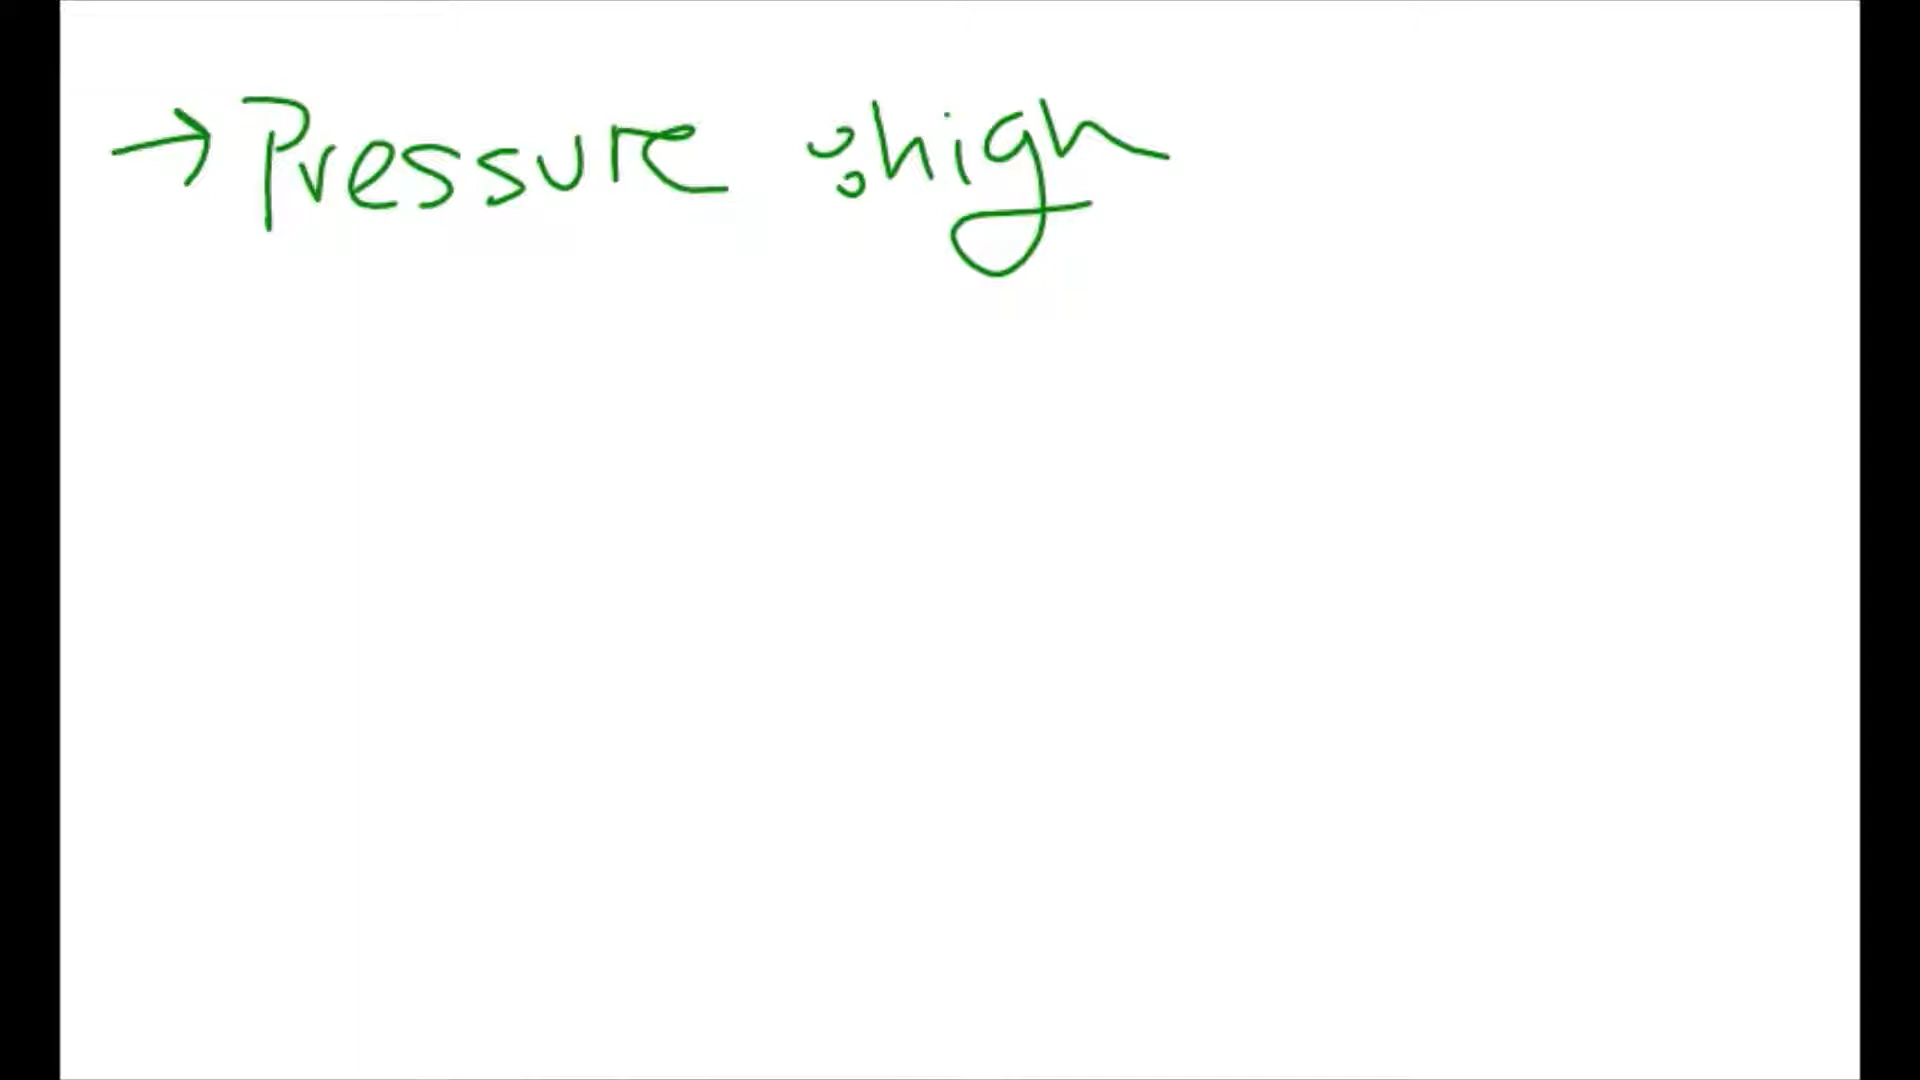 → Pressure : high